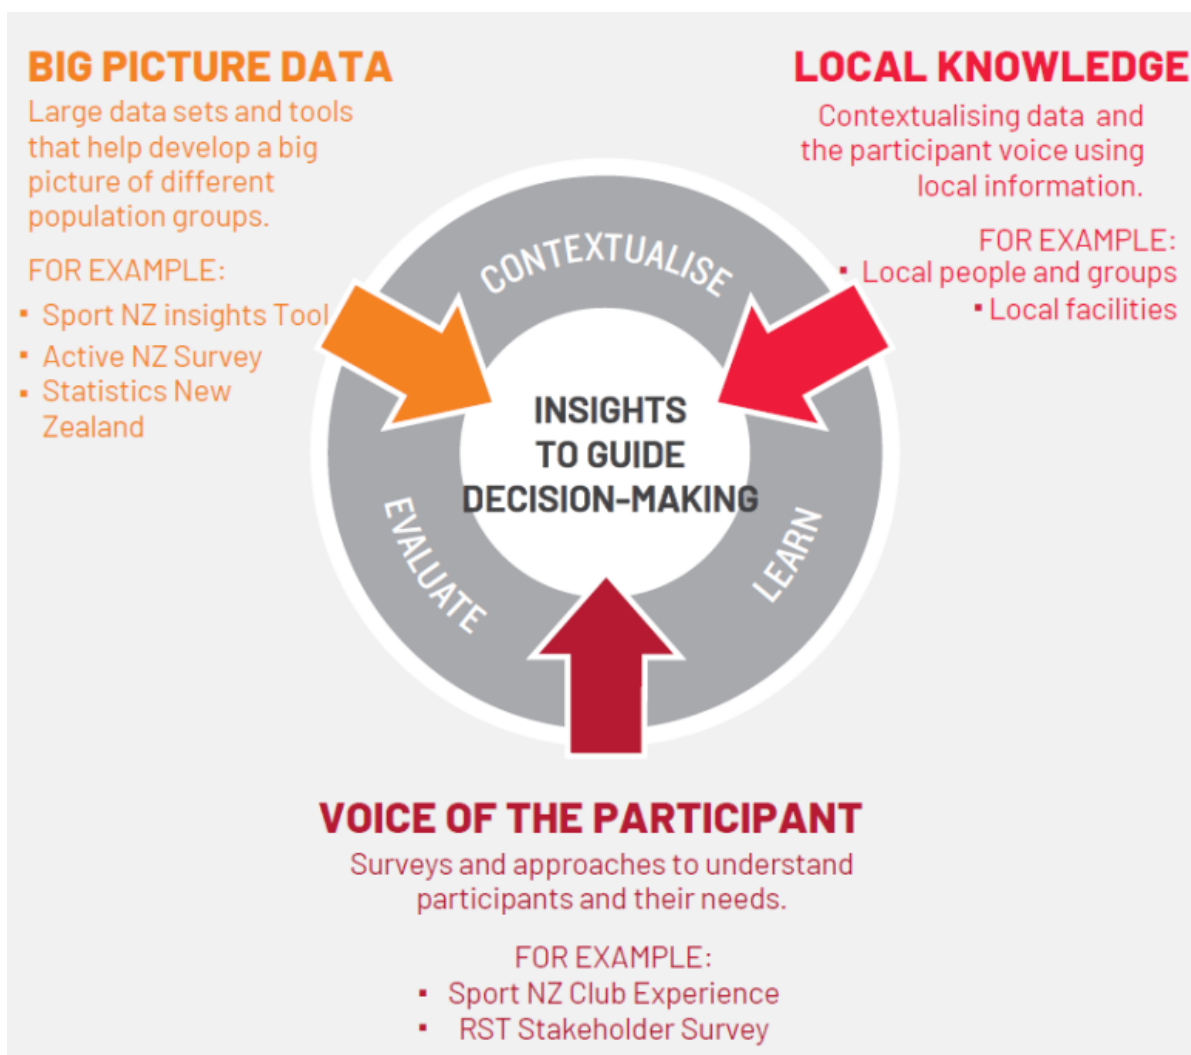 BIG PICTURE DATA
Large data sets and tools
that help develop a big
picture of different
population groups.
FOR EXAMPLE:
▪ Sport NZ insights Tool
▪ Active NZ Survey
▪ Statistics New
Zealand
LOCAL KNOWLEDGE
Contextualising data and
the participant voice using
local information.
FOR EXAMPLE:
▪ Local people and groups
▪ Local facilities
CONTEXTUALISE
INSIGHTS
TO GUIDE
DECISION-MAKING
EVALUATE
LEARN
VOICE OF THE PARTICIPANT
Surveys and approaches to understand
participants and their needs.
FOR EXAMPLE:
▪ Sport NZ Club Experience
▪ RST Stakeholder Survey